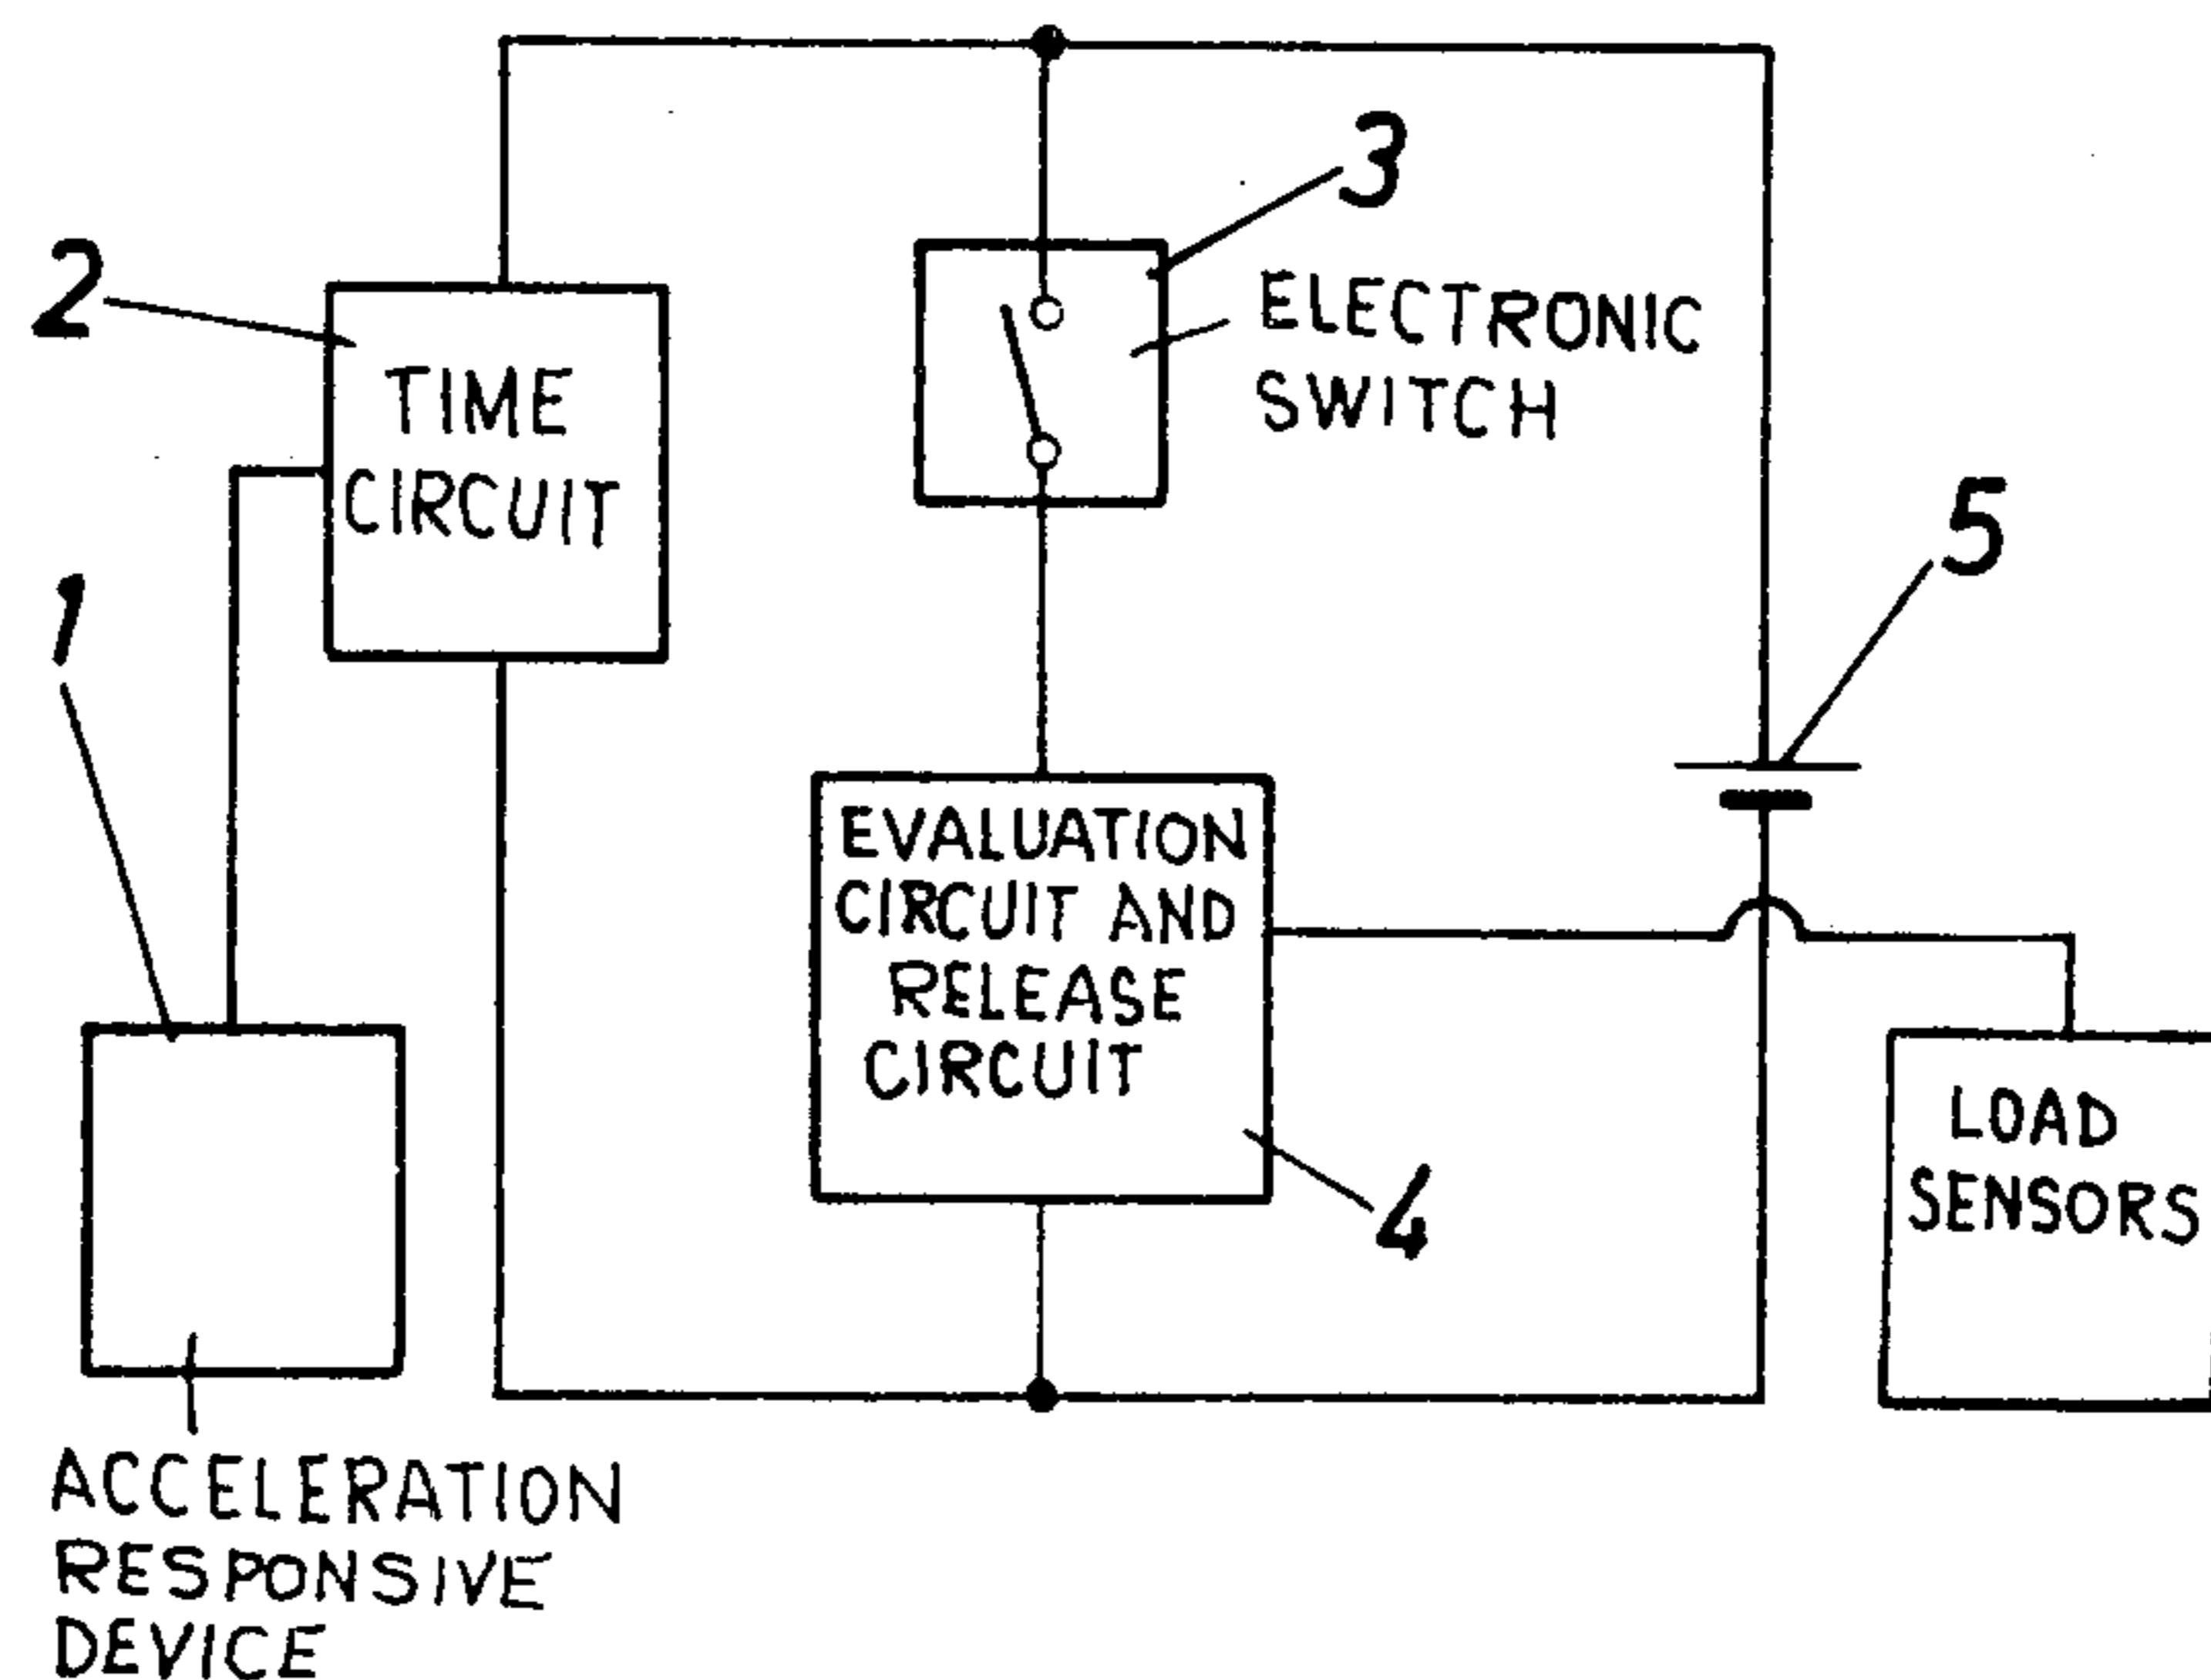 3
2
ELECTRONIC
SWITCH
TIME
CIRCUIT
5
1
EVALUATION
CIRCUIT AND
RELEASE
CIRCUIT
4
LOAD
SENSORS
ACCELERATION
RESPONSIVE
DEVICE